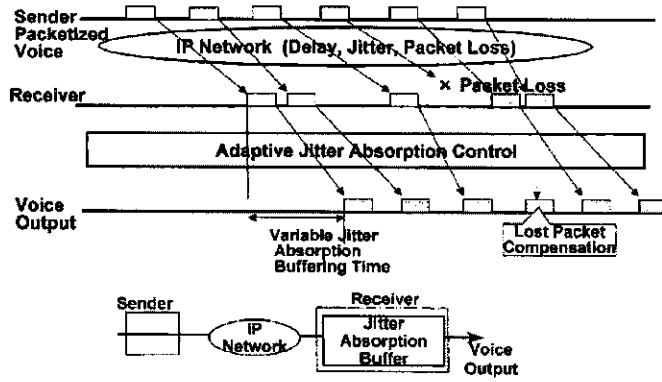 Sender
Packetized
Voice
IP Network (Delay, Jitter, Packet Loss)
× Packet Loss
Receiver
Adaptive Jitter Absorption Control
Voice
Output
Variable Jitter
Absorption
Buffering Time
Lost Packet
Compensation
Sender
IP
Network
Receiver
Jitter
Absorption
Buffer
Voice
Output